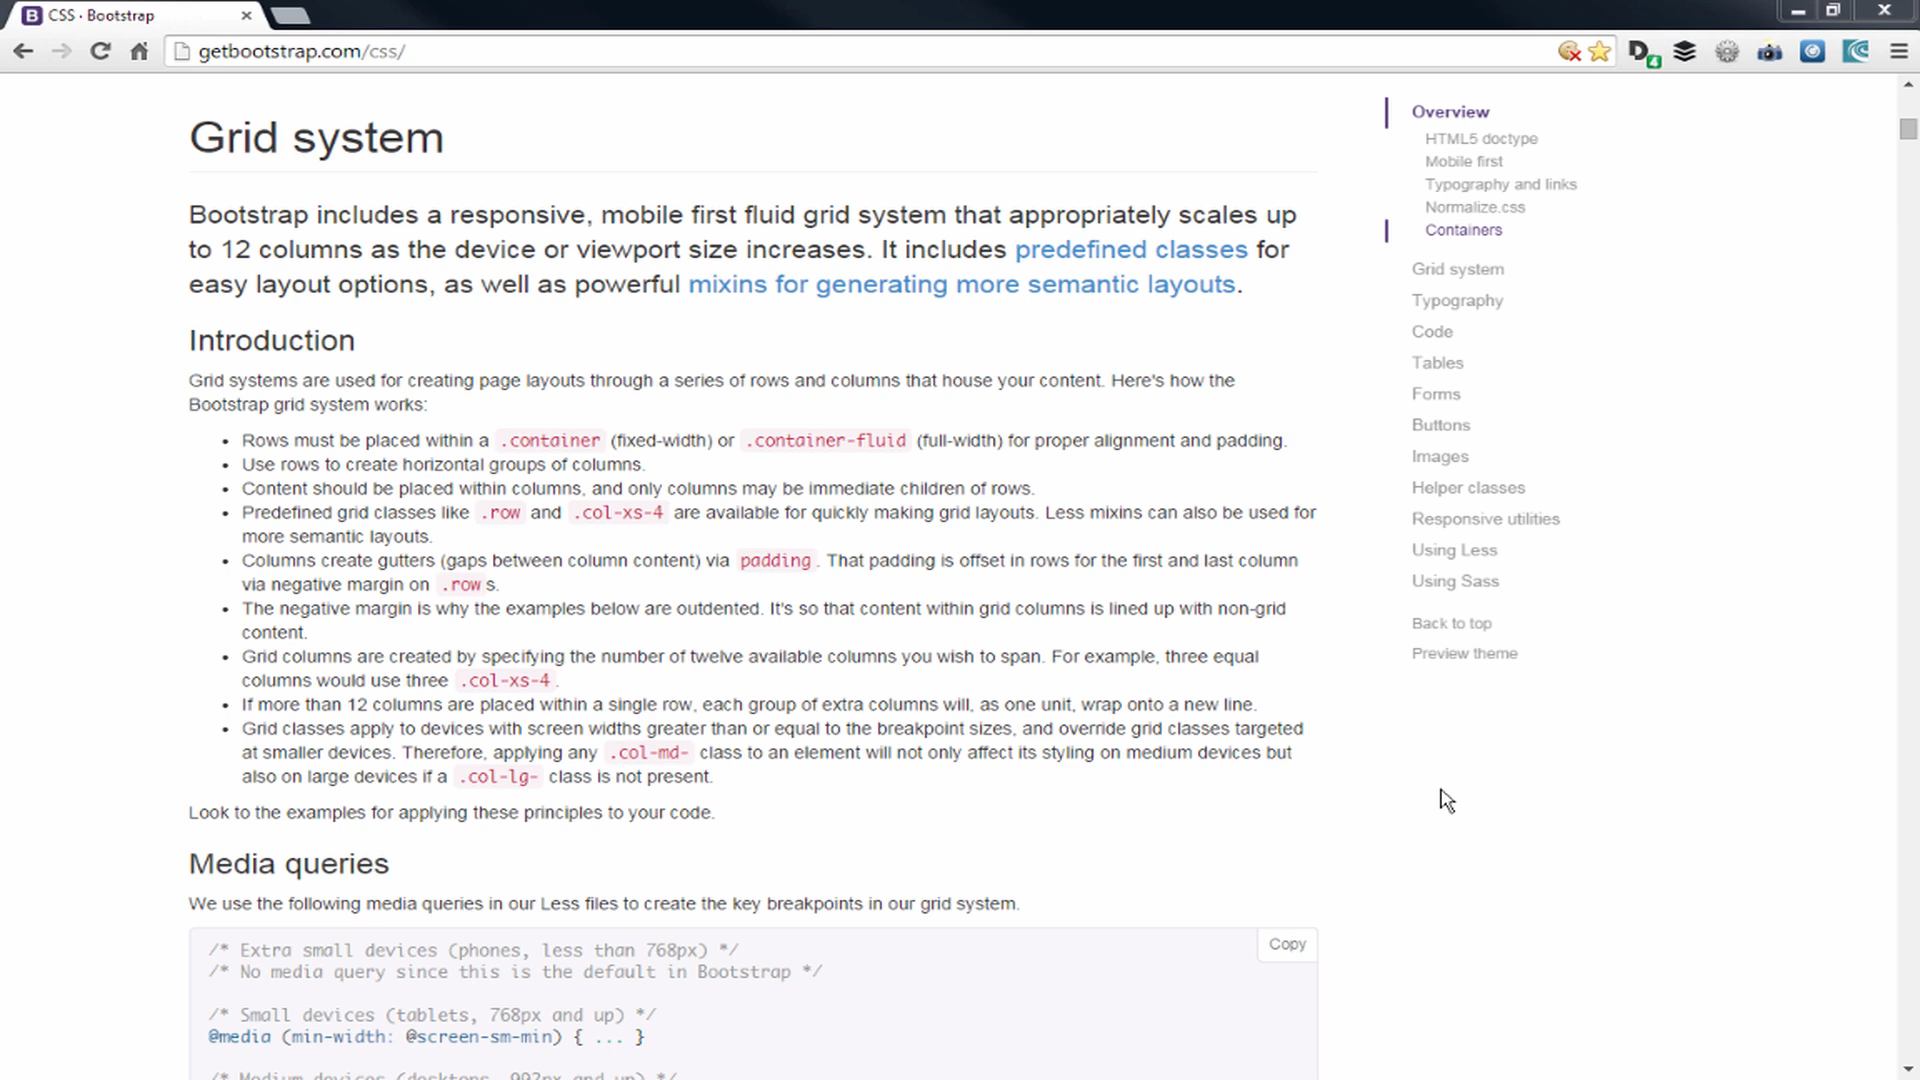 CSS · Bootstrap
getbootstrap.com/css/
4
Grid system
Bootstrap includes a responsive, mobile first fluid grid system that appropriately scales up
to 12 columns as the device or viewport size increases. It includes predefined classes for
easy layout options, as well as powerful mixins for generating more semantic layouts.
Introduction
Grid systems are used for creating page layouts through a series of rows and columns that house your content. Here's how the
Bootstrap grid system works:
• Rows must be placed within a .container (fixed-width) or .container-fluid (full-width) for proper alignment and padding.
• Use rows to create horizontal groups of columns.
• Content should be placed within columns, and only columns may be immediate children of rows.
• Predefined grid classes like .row and .col-xs-4 are available for quickly making grid layouts. Less mixins can also be used for
more semantic layouts.
• Columns create gutters (gaps between column content) via padding. That padding is offset in rows for the first and last column
via negative margin on .rows.
• The negative margin is why the examples below are outdented. It's so that content within grid columns is lined up with non-grid
content.
• Grid columns are created by specifying the number of twelve available columns you wish to span. For example, three equal
columns would use three .col-xs-4.
• If more than 12 columns are placed within a single row, each group of extra columns will, as one unit, wrap onto a new line.
• Grid classes apply to devices with screen widths greater than or equal to the breakpoint sizes, and override grid classes targeted
at smaller devices. Therefore, applying any .col-md- class to an element will not only affect its styling on medium devices but
also on large devices if a .col-lg- class is not present.
Look to the examples for applying these principles to your code.
Media queries
We use the following media queries in our Less files to create the key breakpoints in our grid system.
Copy
/* Extra small devices (phones, less than 768px) */
/* No media query since this is the default in Bootstrap */
/* Small devices (tablets, 768px and up) */
@media (min-width: @screen-sm-min) { ... }
/* Medium devices (desktops, 992px and up) */
Overview
HTML5 doctype
Mobile first
Typography and links
Normalize.css
Containers
Grid system
Typography
Code
Tables
Forms
Buttons
Images
Helper classes
Responsive utilities
Using Less
Using Sass
Back to top
Preview theme